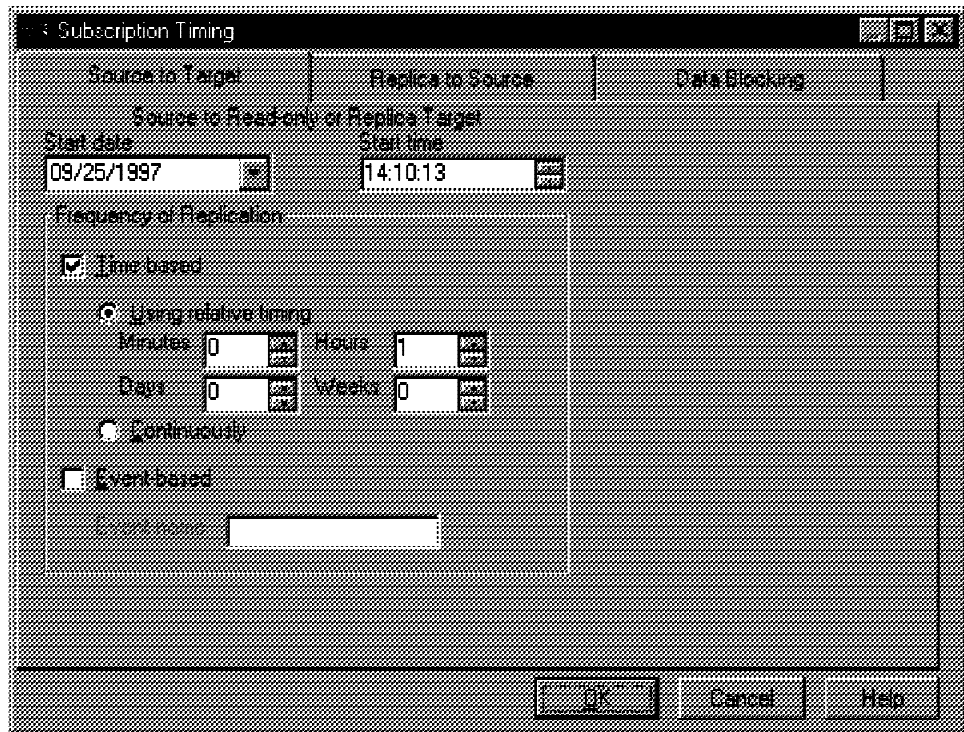 Subscription Timing
Source to Target Replica to Source Data Blocking
Source to Read-only or Replica Target
Start date Start time
09/25/1997 14:10:13
Frequency of Replication
Time-based
Using relative timing
Minutes 0 Hours 1
Days 0 Weeks 0
Continuously
Event-based
Event name
OK Cancel Help